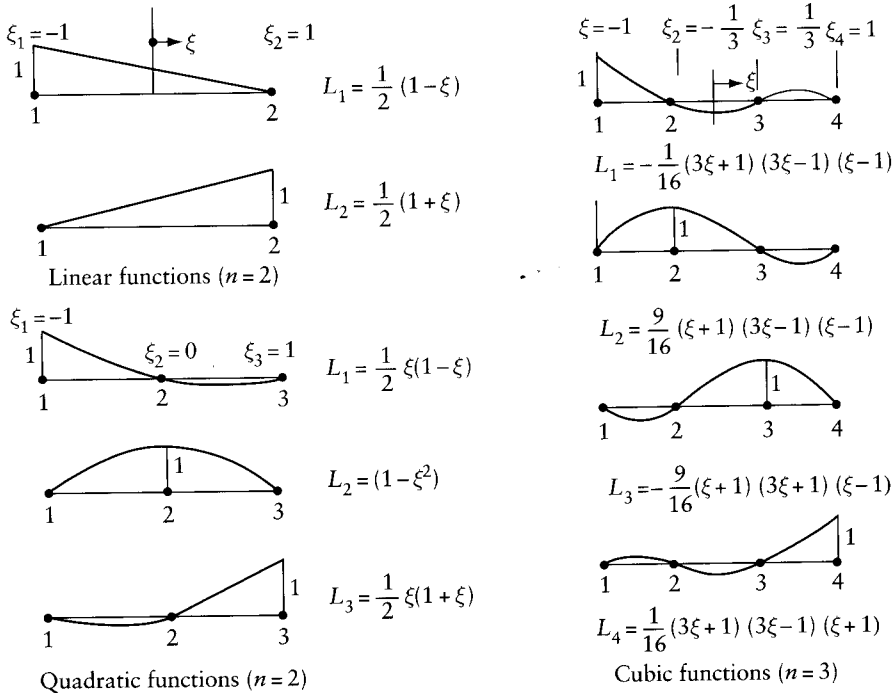 ξ₁=-1
ξ
ξ₂=1
1
1
2
L₁= 1/2 (1-ξ)
1
1
2
L₂= 1/2 (1+ξ)
Linear functions (n=2)
ξ₁=-1
ξ₂=0
ξ₃=1
1
1
2
3
L₁= 1/2 ξ(1-ξ)
1
1
2
3
L₂=(1-ξ²)
1
1
2
3
L₃= 1/2 ξ(1+ξ)
Quadratic functions (n=2)
ξ=-1
ξ₂=-1/3
ξ₃=1/3
ξ₄=1
1
ξ
1
2
3
4
L₁=-1/16(3ξ+1) (3ξ-1) (ξ-1)
1
1
2
3
4
L₂=9/16 (ξ+1) (3ξ-1) (ξ-1)
1
1
2
3
4
L₃=-9/16(ξ+1) (3ξ+1) (ξ-1)
1
1
2
3
4
L₄=1/16(3ξ+1) (3ξ-1) (ξ+1)
Cubic functions (n=3)